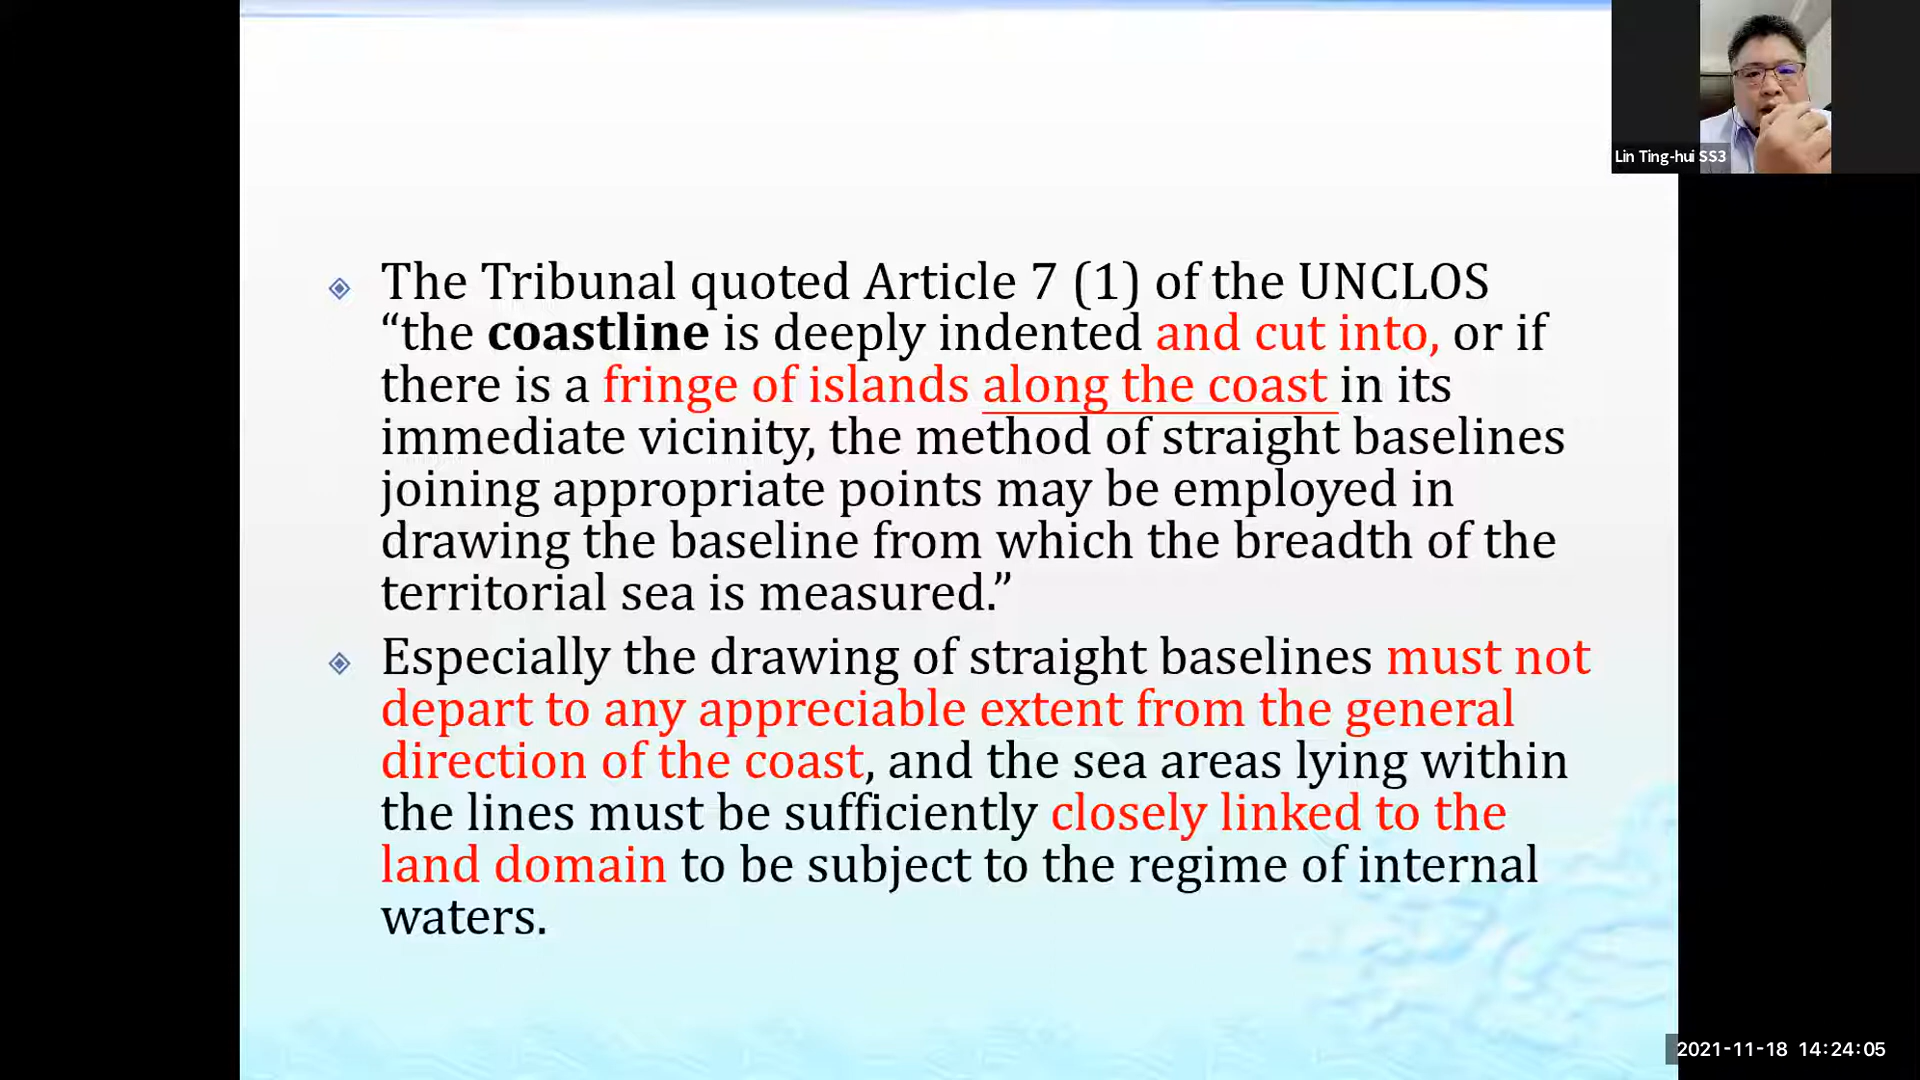 Lin Ting-hui SS3
The Tribunal quoted Article 7 (1) of the UNCLOS
“the coastline is deeply indented and cut into, or if
there is a fringe of islands along the coast in its
immediate vicinity, the method of straight baselines
joining appropriate points may be employed in
drawing the baseline from which the breadth of the
territorial sea is measured.”
Especially the drawing of straight baselines must not
depart to any appreciable extent from the general
direction of the coast, and the sea areas lying within
the lines must be sufficiently closely linked to the
land domain to be subject to the regime of internal
waters.
2021-11-18 14:24:05